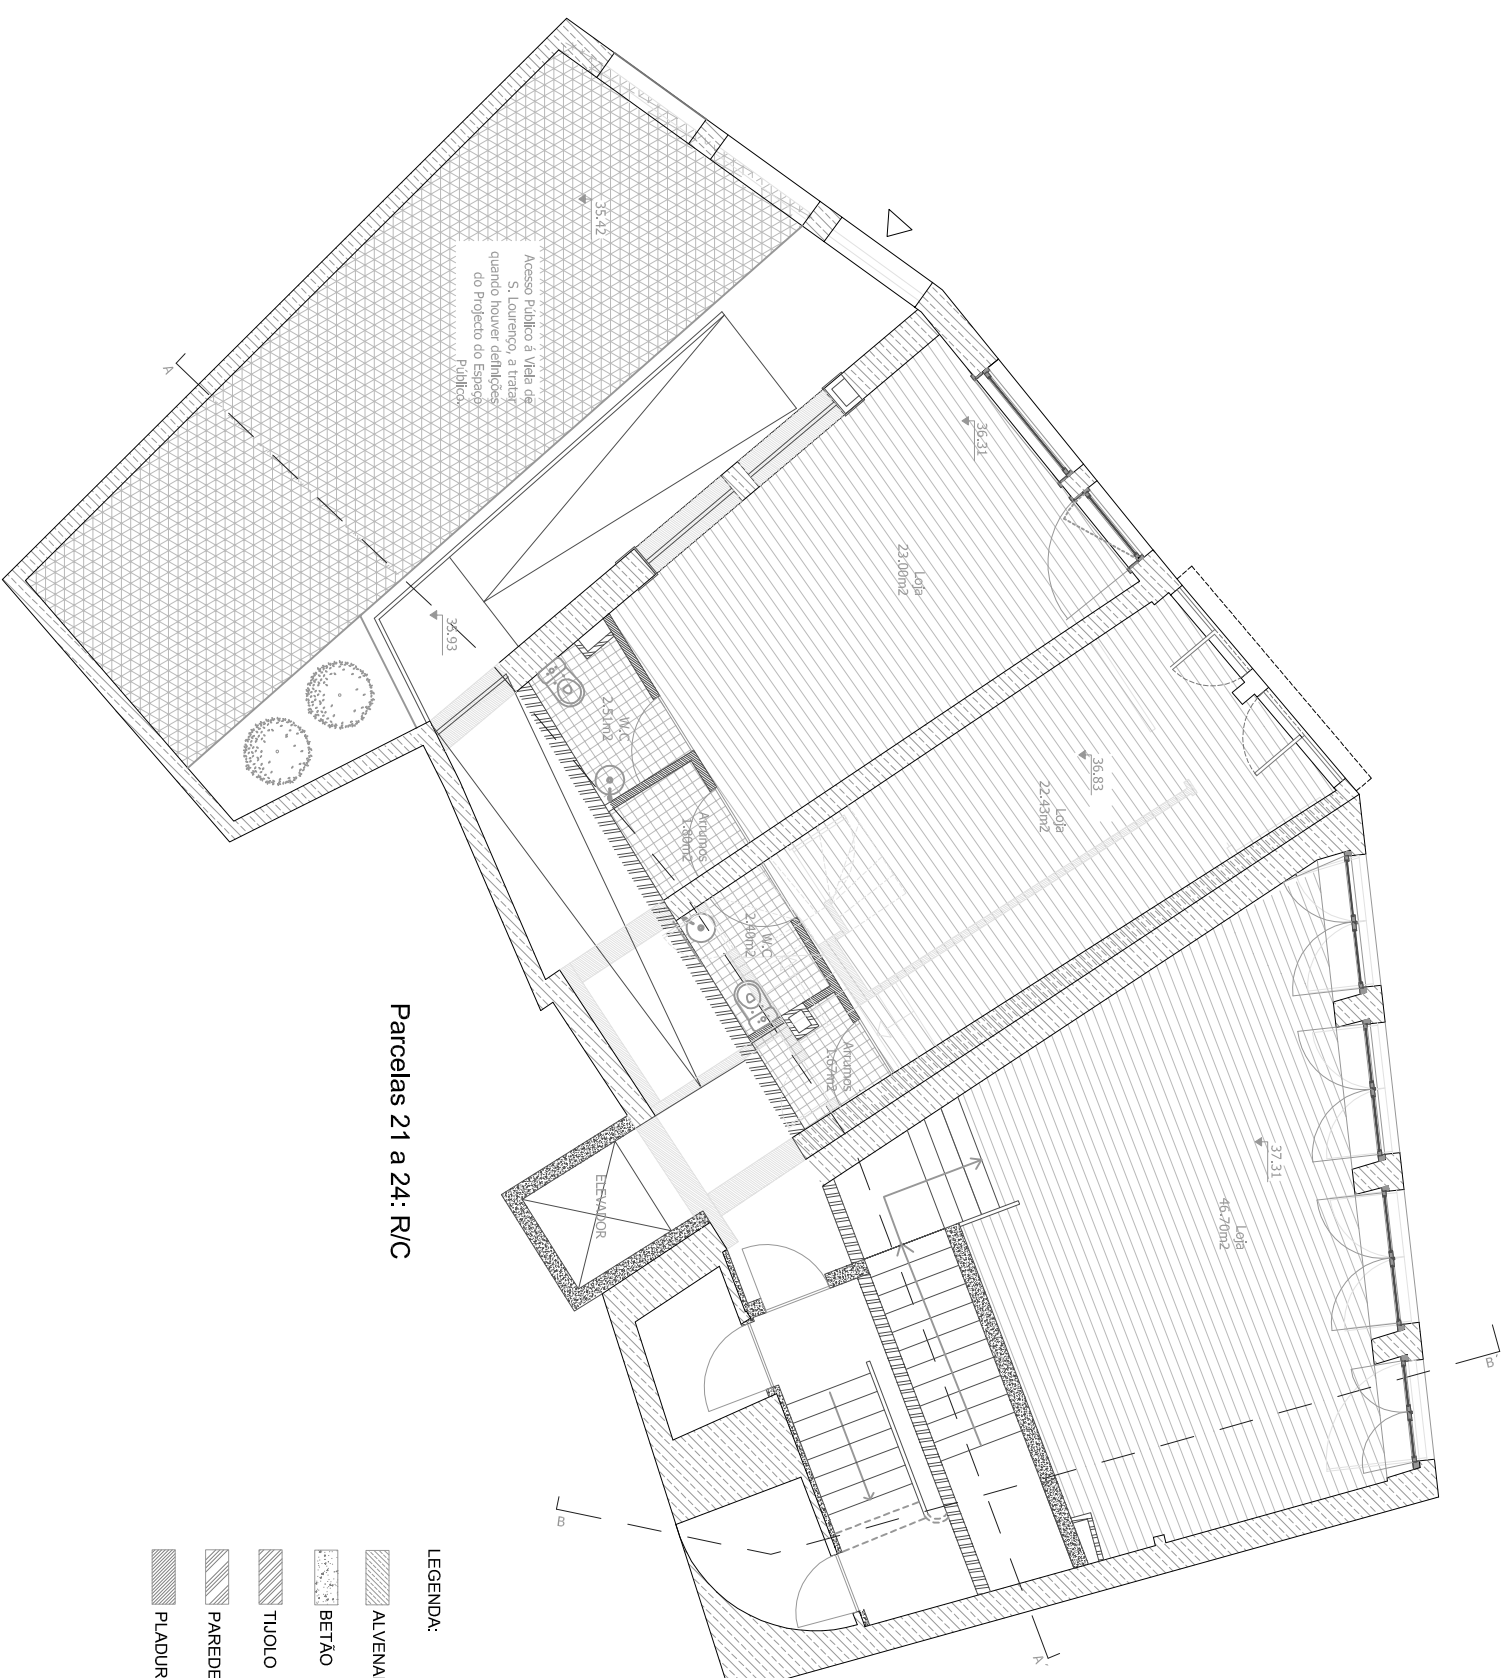 35.42
Acesso Público á Viela de
S. Lourenço, a tratar
quando houver definições
do Projecto do Espaço
Público.
A
35.93
36.31
Loja
23.00m2
W.C
2.51m2
Arrumos
1.80m2
36.83
Loja
22.43m2
W.C
2.40m2
Arrumos
1.67m2
37.31
Loja
46.70m2
ELEVADOR
B
B'
A'
Parcelas 21 a 24: R/C
LEGENDA:
ALVENA
BETÃO
TIJOLO
PAREDE
PLADUR